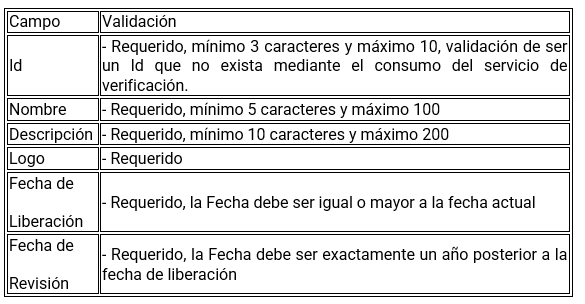 Campo Validación
Id - Requerido, mínimo 3 caracteres y máximo 10, validación de ser
un Id que no exista mediante el consumo del servicio de
verificación.
Nombre - Requerido, mínimo 5 caracteres y máximo 100
Descripción - Requerido, mínimo 10 caracteres y máximo 200
Logo - Requerido
Fecha de
Liberación
- Requerido, la Fecha debe ser igual o mayor a la fecha actual
Fecha de
Revisión
- Requerido, la Fecha debe ser exactamente un año posterior a la
fecha de liberación